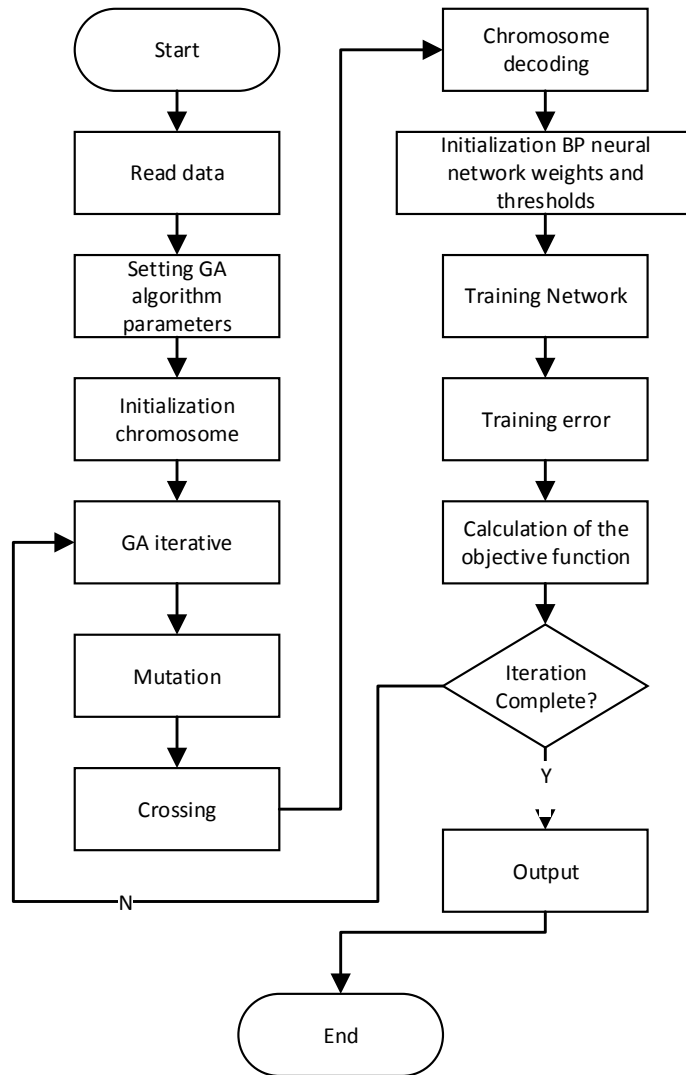 Start
Read data
Setting GA
algorithm
parameters
Initialization
chromosome
GA iterative
Mutation
Crossing
N
Chromosome
decoding
Initialization BP neural
network weights and
thresholds
Training Network
Training error
Calculation of the
objective function
Iteration
Complete?
Y
Output
End